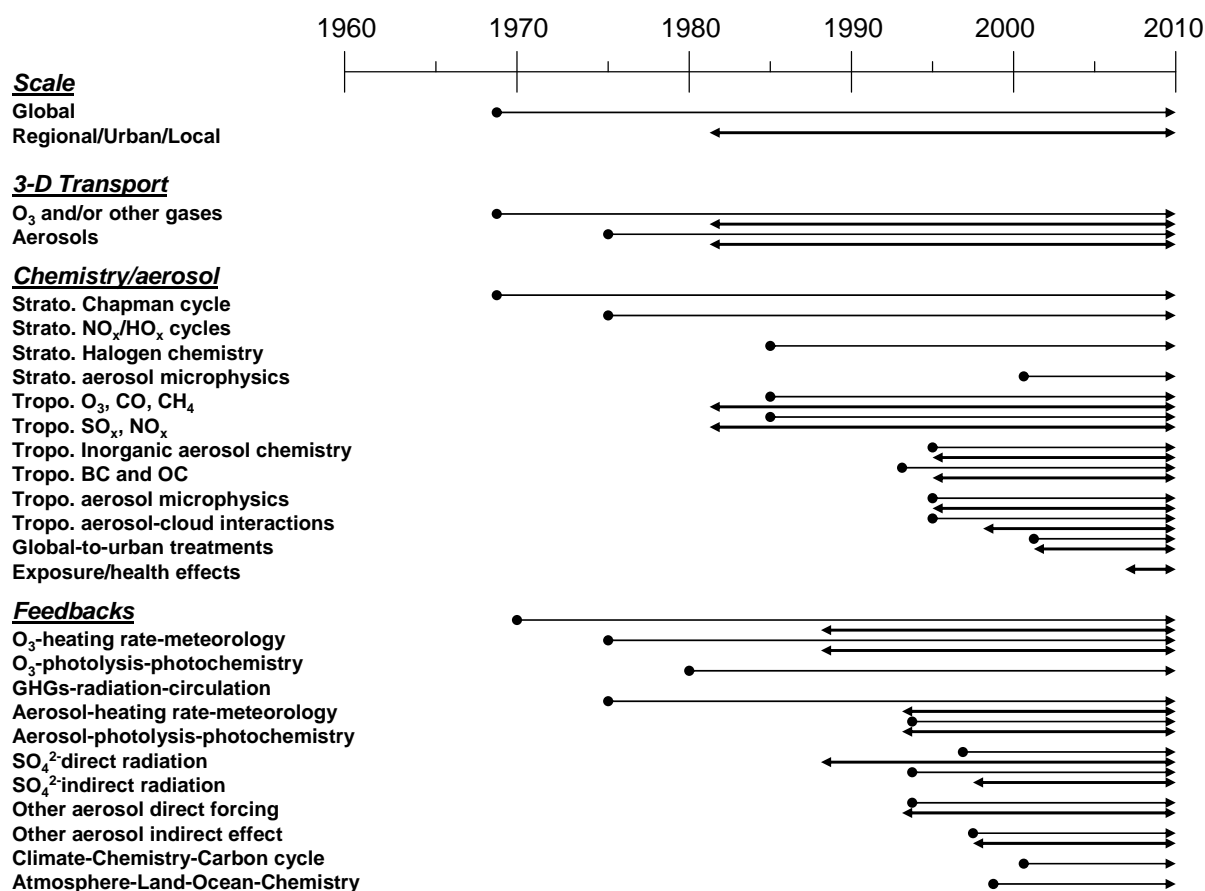 1960 1970 1980 1990 2000 2010
Scale
Global
Regional/Urban/Local
3-D Transport
O₃ and/or other gases
Aerosols
Chemistry/aerosol
Strato. Chapman cycle
Strato. NOₓ/HOₓ cycles
Strato. Halogen chemistry
Strato. aerosol microphysics
Tropo. O₃, CO, CH₄
Tropo. SOₓ, NOₓ
Tropo. Inorganic aerosol chemistry
Tropo. BC and OC
Tropo. aerosol microphysics
Tropo. aerosol-cloud interactions
Global-to-urban treatments
Exposure/health effects
Feedbacks
O₃-heating rate-meteorology
O₃-photolysis-photochemistry
GHGs-radiation-circulation
Aerosol-heating rate-meteorology
Aerosol-photolysis-photochemistry
SO₄²⁻direct radiation
SO₄²⁻indirect radiation
Other aerosol direct forcing
Other aerosol indirect effect
Climate-Chemistry-Carbon cycle
Atmosphere-Land-Ocean-Chemistry